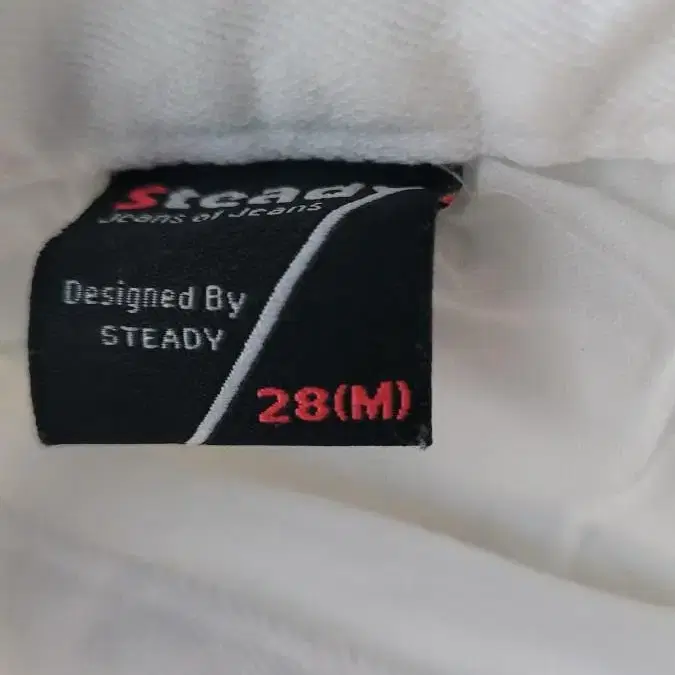 Steady
Jeans of Jeans
Designed By
STEADY
28(M)